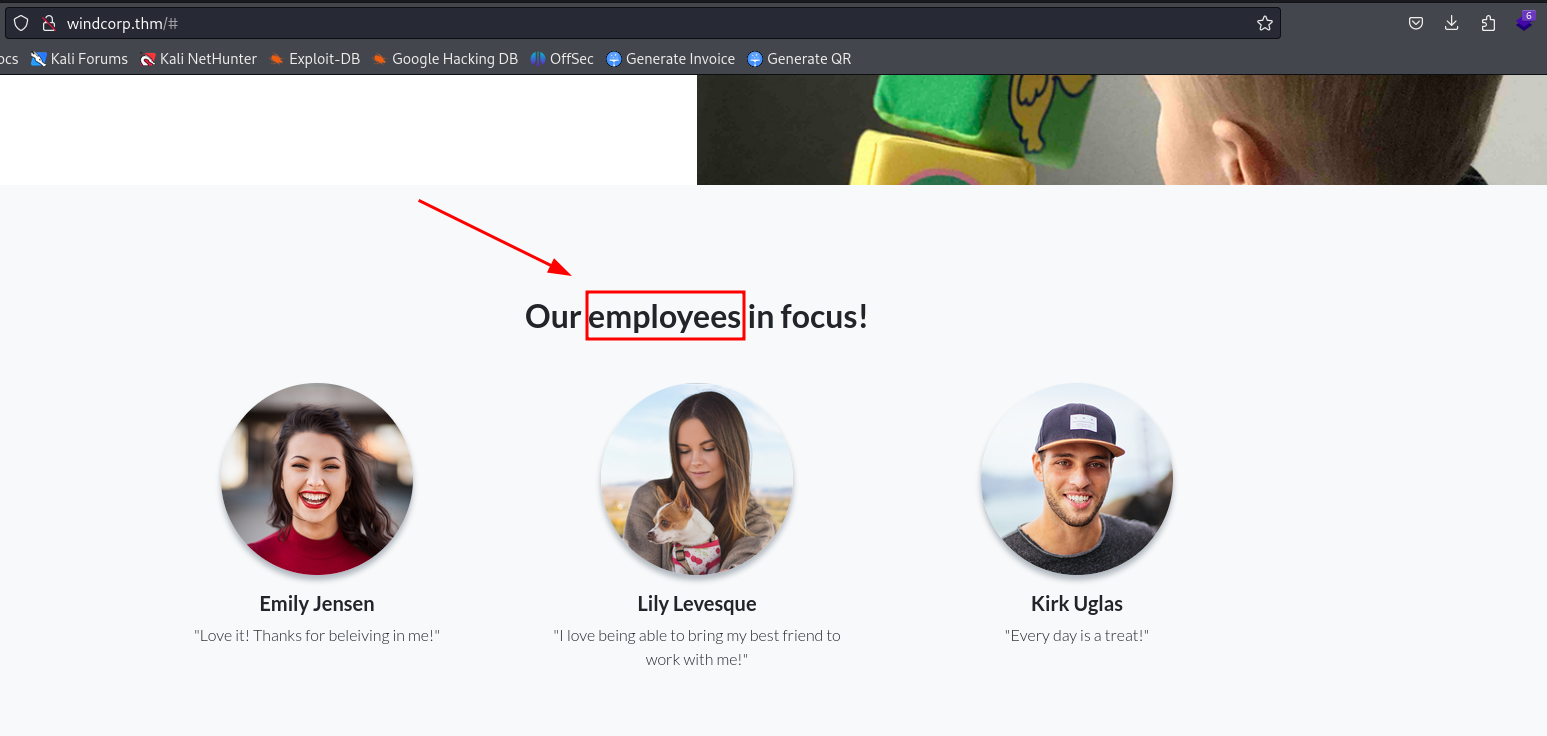 windcorp.thm/#
6
ocs Kali Forums Kali NetHunter Exploit-DB Google Hacking DB OffSec Generate Invoice Generate QR
Our employees in focus!
Emily Jensen Lily Levesque Kirk Uglas
"Love it! Thanks for beleiving in me!" "I love being able to bring my best friend to "Every day is a treat!"
work with me!"